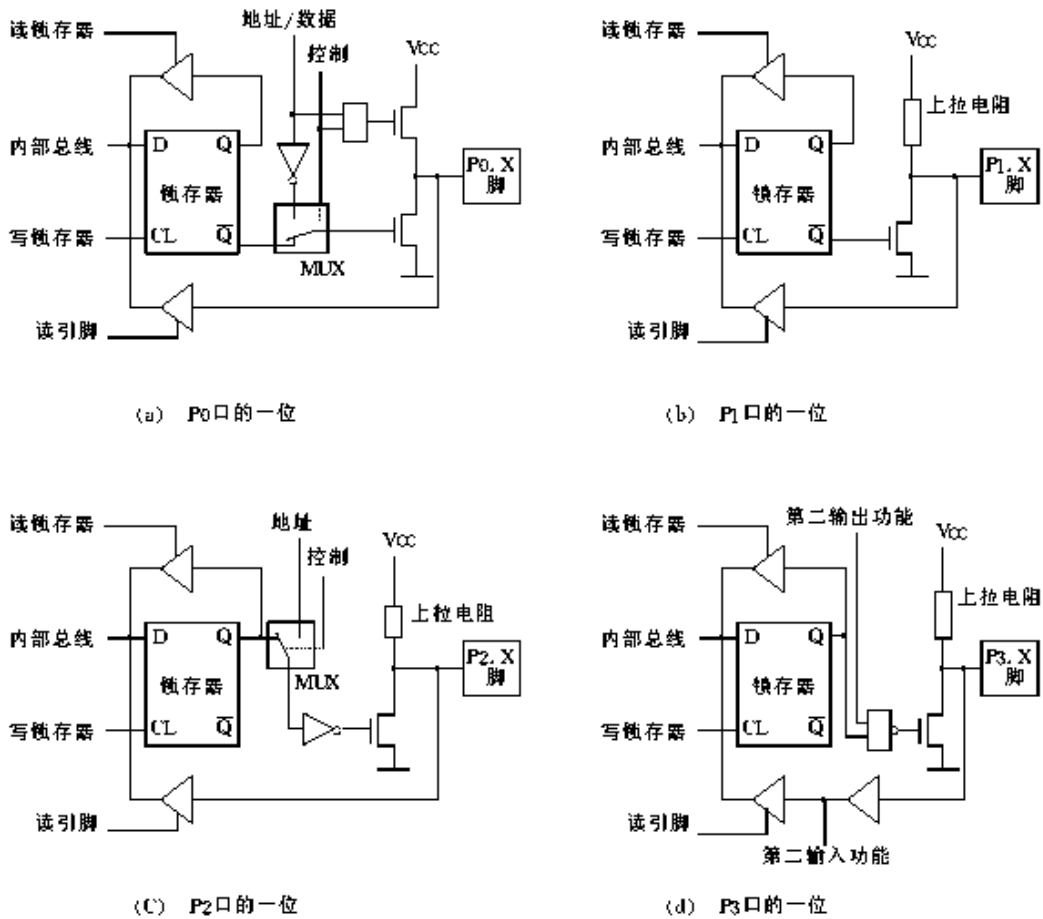 地址/数据
读锁存器
控制
VCC
内部总线
D
Q
锁存器
P0.X
脚
写锁存器
CL
Q̅
MUX
读引脚
(a) P0口的一位
读锁存器
VCC
上拉电阻
内部总线
D
Q
锁存器
P1.X
脚
写锁存器
CL
Q̅
读引脚
(b) P1口的一位
读锁存器
地址
控制
VCC
上拉电阻
内部总线
D
Q
锁存器
MUX
P2.X
脚
写锁存器
CL
Q̅
读引脚
(C) P2口的一位
第二输出功能
读锁存器
VCC
上拉电阻
内部总线
D
Q
锁存器
P3.X
脚
写锁存器
CL
Q̅
读引脚
第二输入功能
(d) P3口的一位